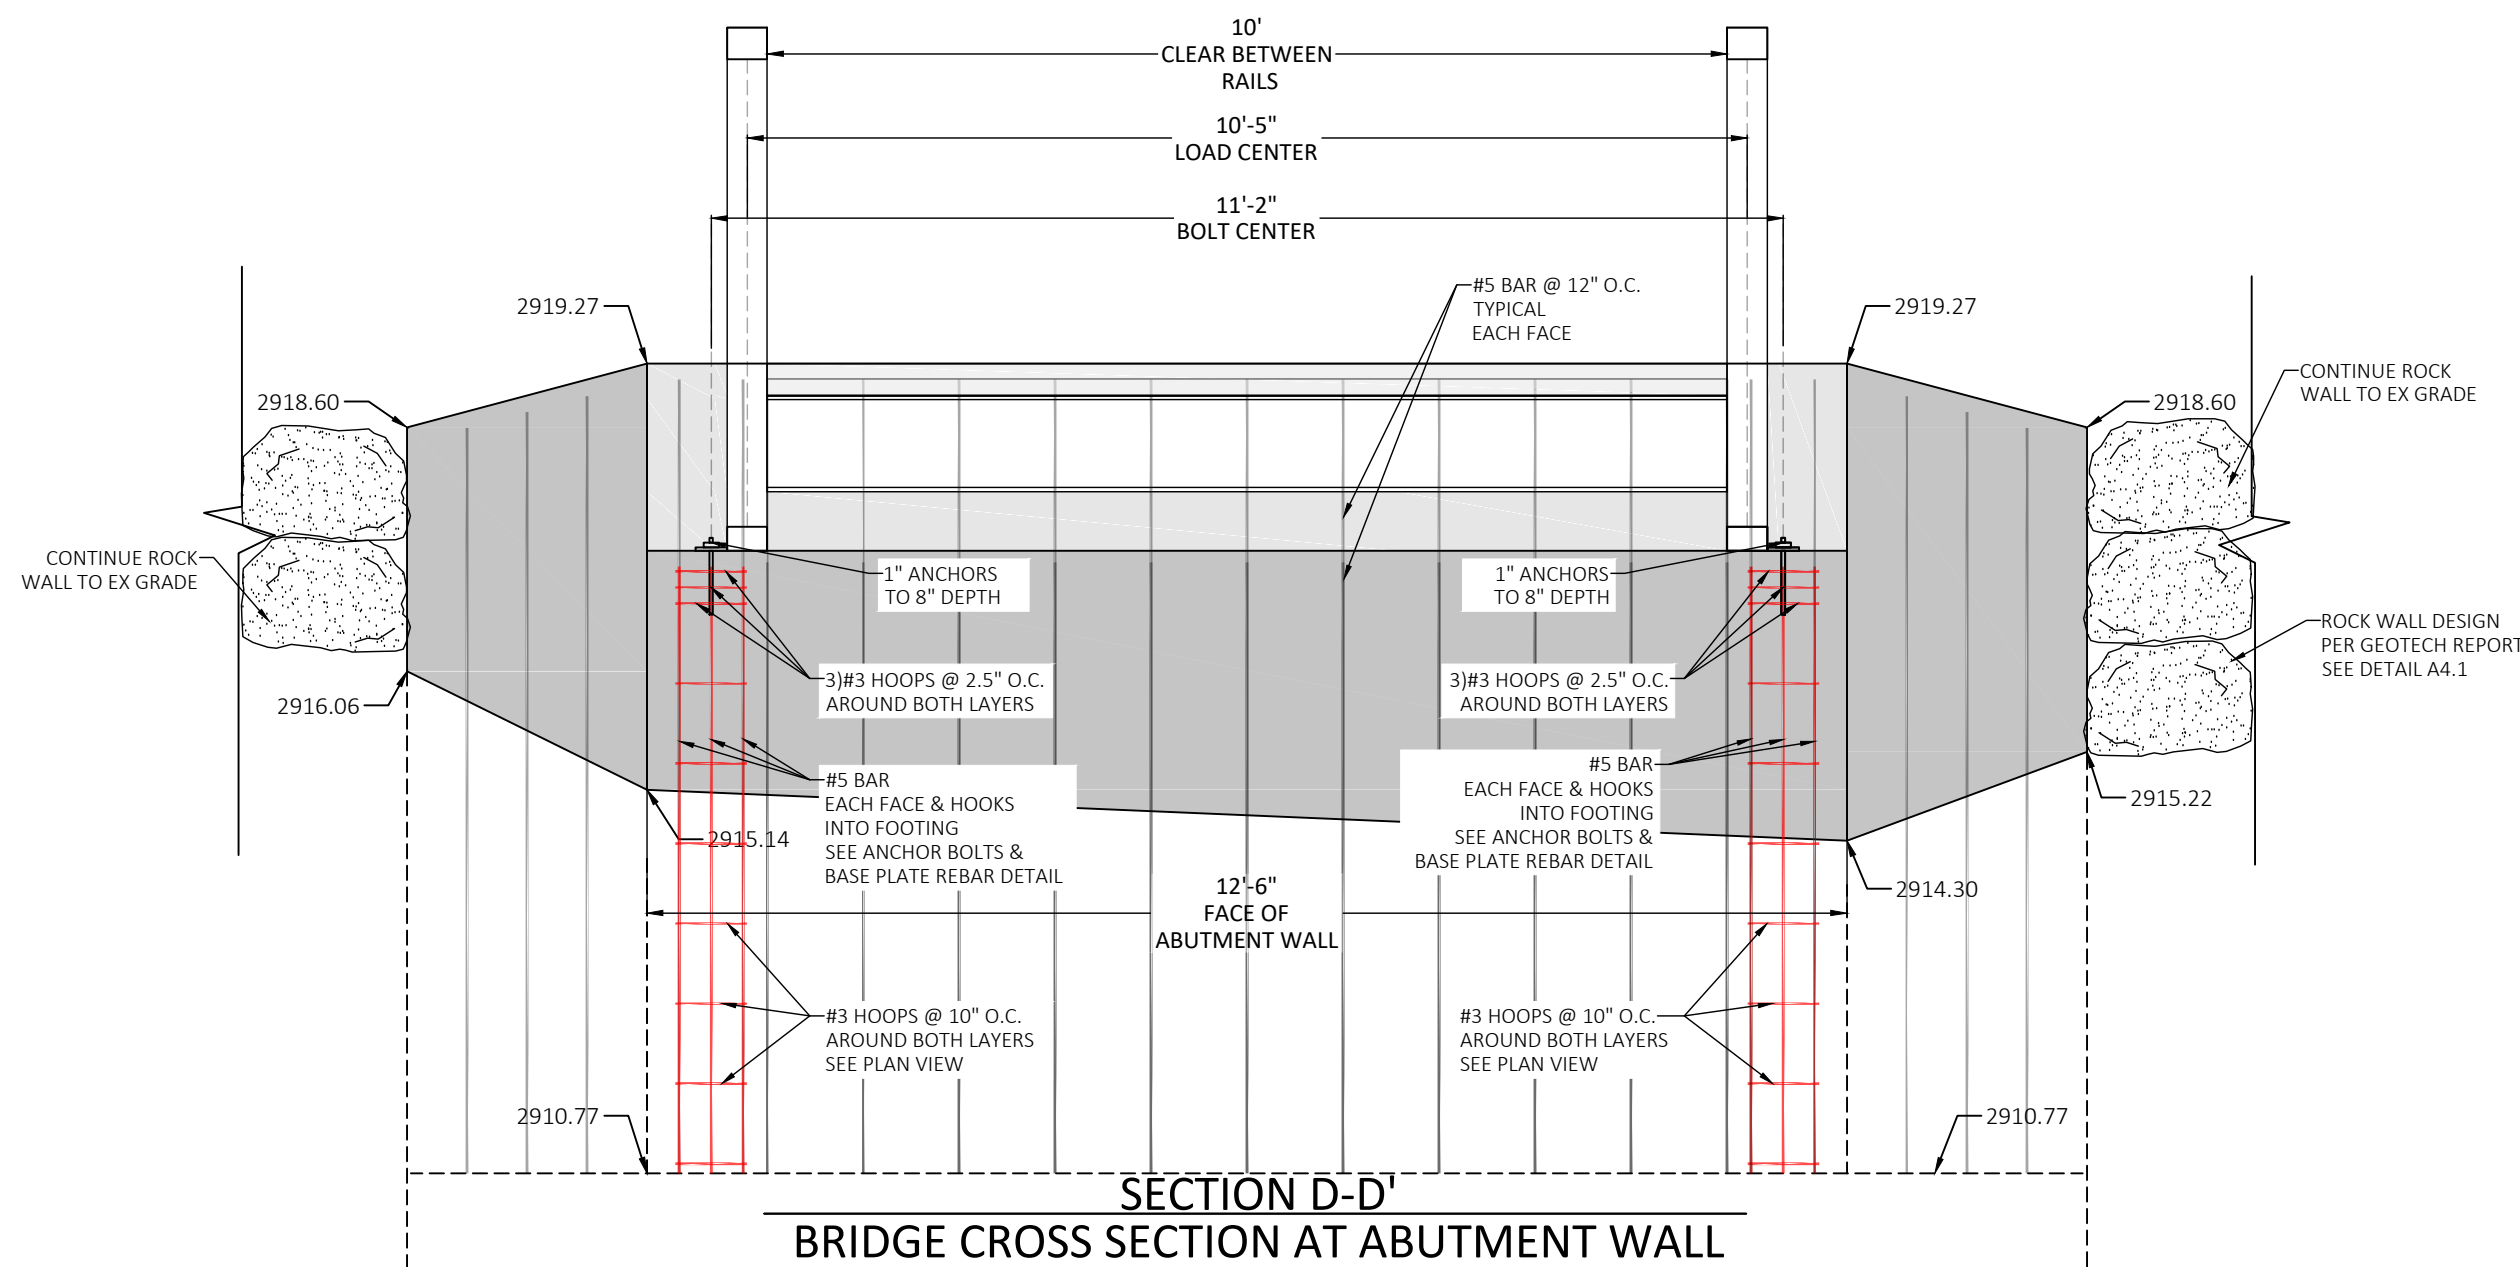 10'
CLEAR BETWEEN
RAILS
10'-5"
LOAD CENTER
11'-2"
BOLT CENTER
#5 BAR @ 12" O.C.
TYPICAL
EACH FACE
2919.27
2919.27
2918.60
2918.60
CONTINUE ROCK
WALL TO EX GRADE
CONTINUE ROCK
WALL TO EX GRADE
1" ANCHORS
TO 8" DEPTH
1" ANCHORS
TO 8" DEPTH
ROCK WALL DESIGN
PER GEOTECH REPORT
SEE DETAIL A4.1
3)#3 HOOPS @ 2.5" O.C.
AROUND BOTH LAYERS
3)#3 HOOPS @ 2.5" O.C.
AROUND BOTH LAYERS
2916.06
2915.22
#5 BAR
EACH FACE & HOOKS
INTO FOOTING
SEE ANCHOR BOLTS &
BASE PLATE REBAR DETAIL
#5 BAR
EACH FACE & HOOKS
INTO FOOTING
SEE ANCHOR BOLTS &
BASE PLATE REBAR DETAIL
2915.14
2914.30
12'-6"
FACE OF
ABUTMENT WALL
#3 HOOPS @ 10" O.C.
AROUND BOTH LAYERS
SEE PLAN VIEW
#3 HOOPS @ 10" O.C.
AROUND BOTH LAYERS
SEE PLAN VIEW
2910.77
2910.77
SECTION D-D'
BRIDGE CROSS SECTION AT ABUTMENT WALL